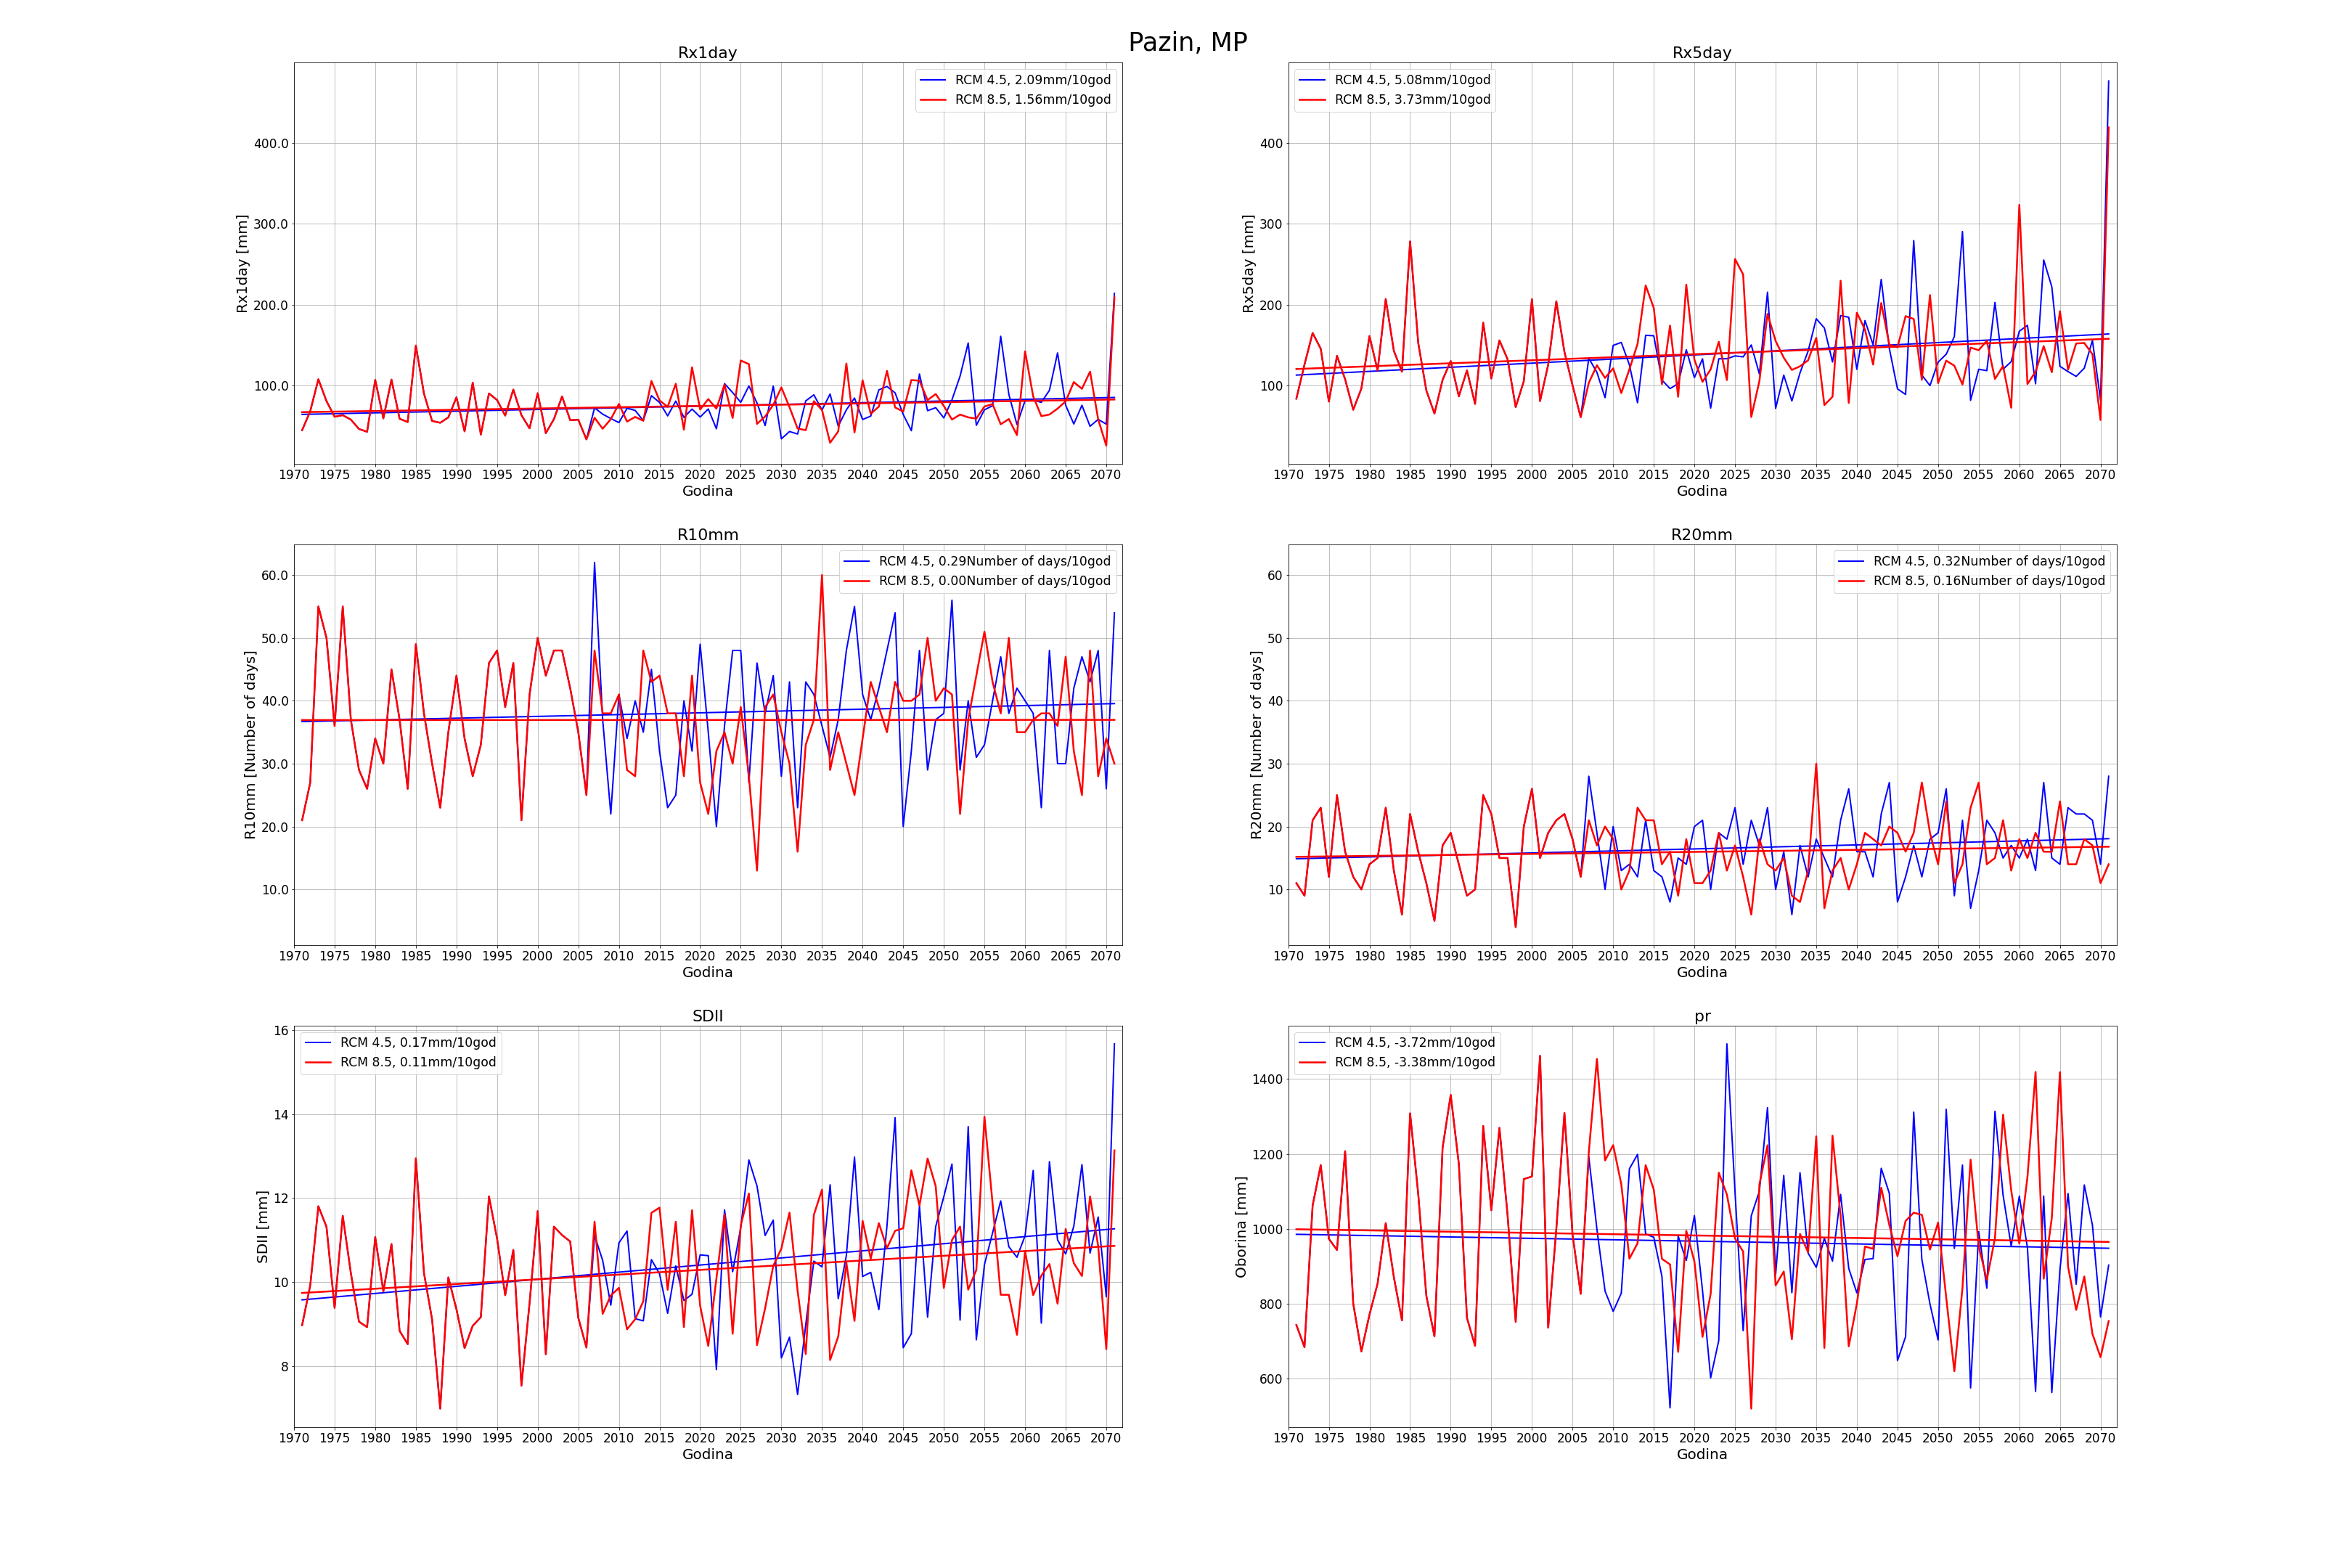 Pazin, MP
Rx1day
RCM 4.5, 2.09mm/10god
RCM 8.5, 1.56mm/10god
Rx1day [mm]
400.0
300.0
200.0
100.0
1970 1975 1980 1985 1990 1995 2000 2005 2010 2015 2020 2025 2030 2035 2040 2045 2050 2055 2060 2065 2070
Godina
Rx5day
RCM 4.5, 5.08mm/10god
RCM 8.5, 3.73mm/10god
Rx5day [mm]
400
300
200
100
1970 1975 1980 1985 1990 1995 2000 2005 2010 2015 2020 2025 2030 2035 2040 2045 2050 2055 2060 2065 2070
Godina
R10mm
RCM 4.5, 0.29Number of days/10god
RCM 8.5, 0.00Number of days/10god
R10mm [Number of days]
60.0
50.0
40.0
30.0
20.0
10.0
1970 1975 1980 1985 1990 1995 2000 2005 2010 2015 2020 2025 2030 2035 2040 2045 2050 2055 2060 2065 2070
Godina
R20mm
RCM 4.5, 0.32Number of days/10god
RCM 8.5, 0.16Number of days/10god
R20mm [Number of days]
60
50
40
30
20
10
1970 1975 1980 1985 1990 1995 2000 2005 2010 2015 2020 2025 2030 2035 2040 2045 2050 2055 2060 2065 2070
Godina
SDII
RCM 4.5, 0.17mm/10god
RCM 8.5, 0.11mm/10god
SDII [mm]
16
14
12
10
8
1970 1975 1980 1985 1990 1995 2000 2005 2010 2015 2020 2025 2030 2035 2040 2045 2050 2055 2060 2065 2070
Godina
pr
RCM 4.5, -3.72mm/10god
RCM 8.5, -3.38mm/10god
Oborina [mm]
1400
1200
1000
800
600
1970 1975 1980 1985 1990 1995 2000 2005 2010 2015 2020 2025 2030 2035 2040 2045 2050 2055 2060 2065 2070
Godina